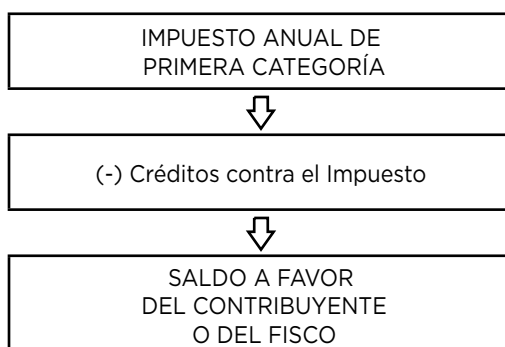 IMPUESTO ANUAL DE
PRIMERA CATEGORÍA
(-) Créditos contra el Impuesto
SALDO A FAVOR
DEL CONTRIBUYENTE
O DEL FISCO